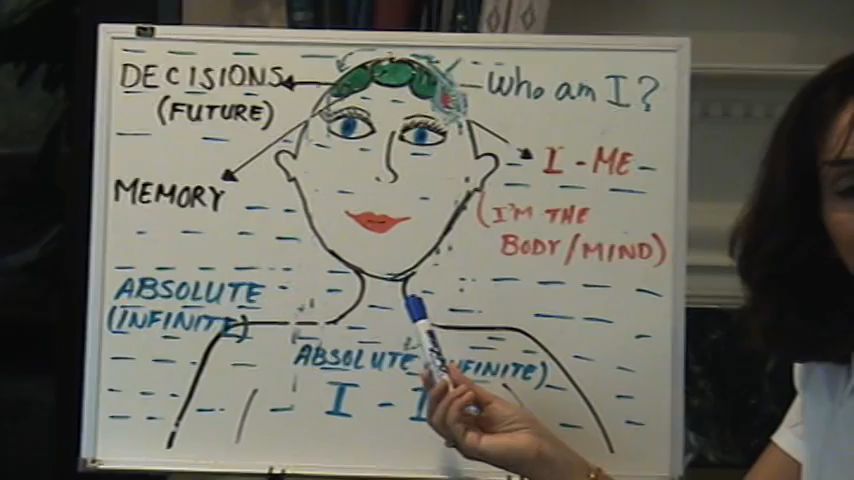 DECISIONS
(FUTURE)
Who am I?
I - ME
MEMORY
(I'M THE
BODY/MIND)
ABSOLUTE
(INFINITE)
ABSOLUTE (INFINITE)
I - I